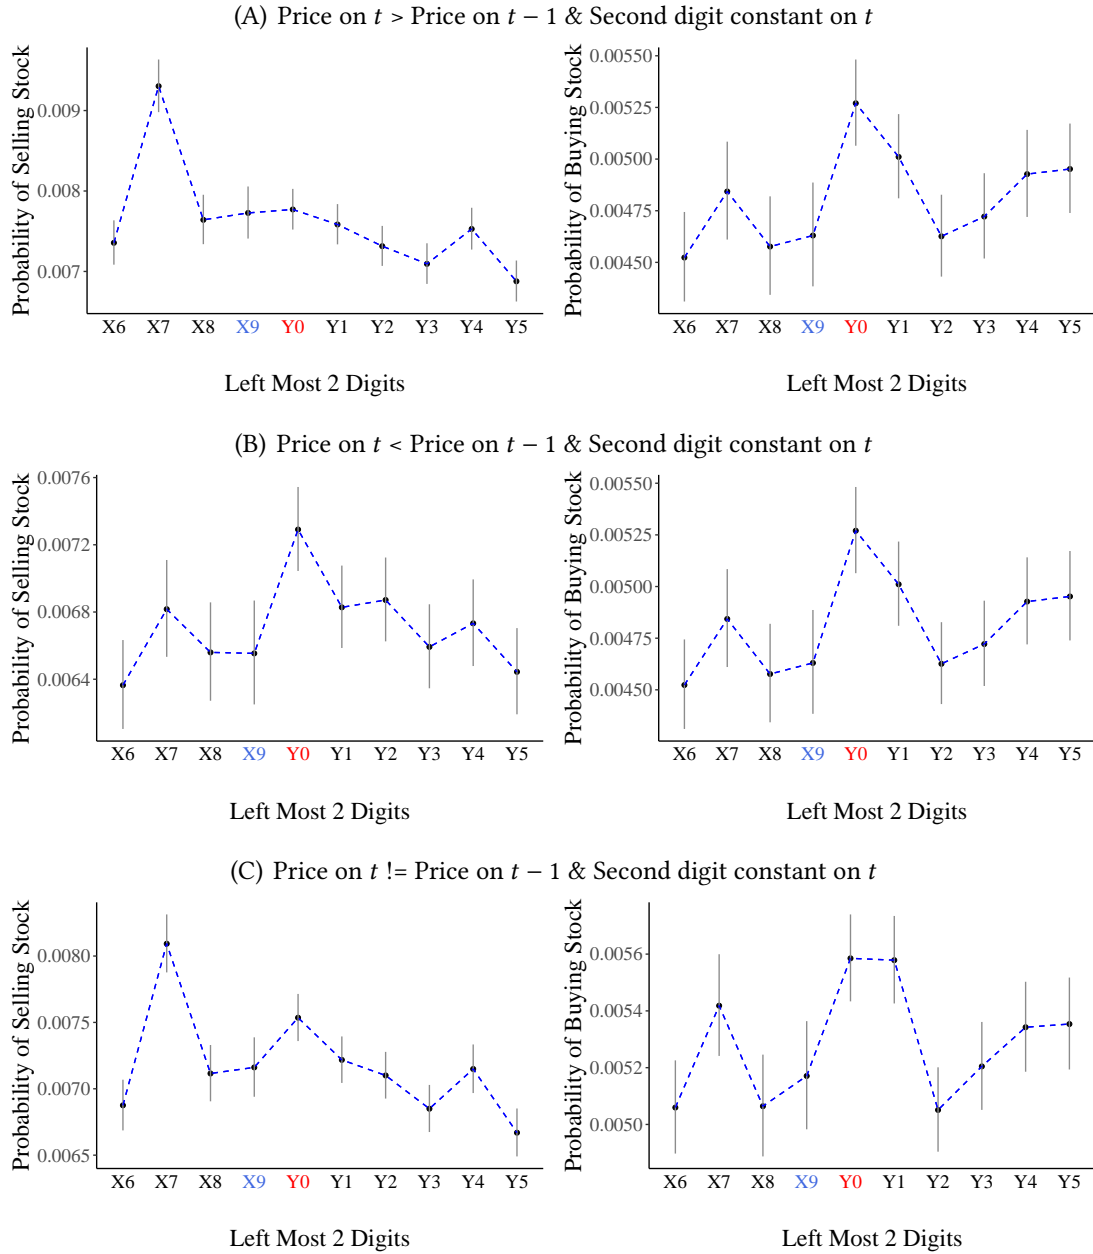 (A) Price on t > Price on t − 1 & Second digit constant on t
Probability of Selling Stock
0.009
0.008
0.007
X6 X7 X8 X9 Y0 Y1 Y2 Y3 Y4 Y5
Left Most 2 Digits
Probability of Buying Stock
0.00550
0.00525
0.00500
0.00475
0.00450
X6 X7 X8 X9 Y0 Y1 Y2 Y3 Y4 Y5
Left Most 2 Digits
(B) Price on t < Price on t − 1 & Second digit constant on t
Probability of Selling Stock
0.0076
0.0072
0.0068
0.0064
X6 X7 X8 X9 Y0 Y1 Y2 Y3 Y4 Y5
Left Most 2 Digits
Probability of Buying Stock
0.00550
0.00525
0.00500
0.00475
0.00450
X6 X7 X8 X9 Y0 Y1 Y2 Y3 Y4 Y5
Left Most 2 Digits
(C) Price on t != Price on t − 1 & Second digit constant on t
Probability of Selling Stock
0.0080
0.0075
0.0070
0.0065
X6 X7 X8 X9 Y0 Y1 Y2 Y3 Y4 Y5
Left Most 2 Digits
Probability of Buying Stock
0.0056
0.0054
0.0052
0.0050
X6 X7 X8 X9 Y0 Y1 Y2 Y3 Y4 Y5
Left Most 2 Digits